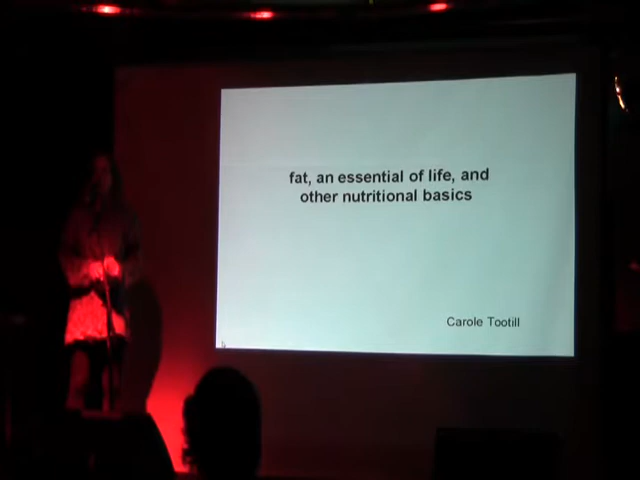 fat, an essential of life, and
other nutritional basics
Carole Tootill